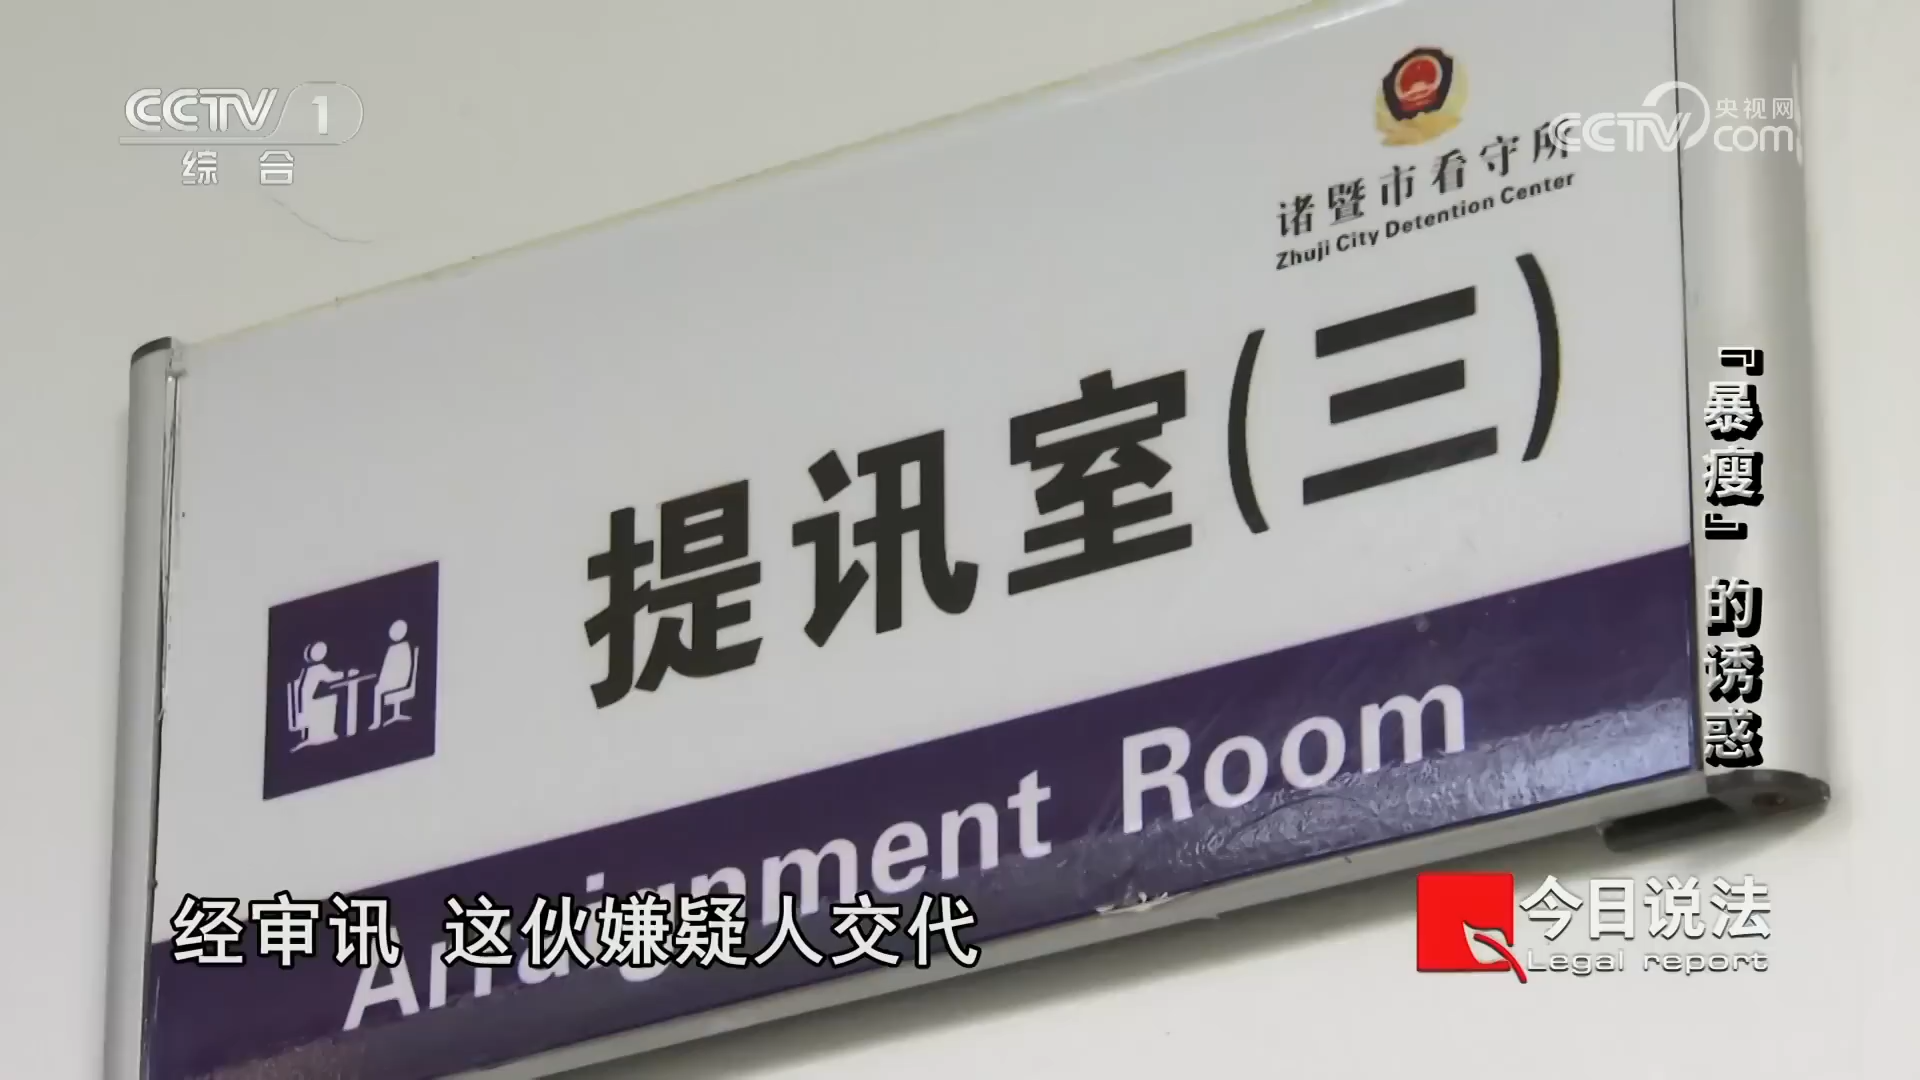 CCTV 1
综合
央视网
CCTV com
诸暨市看守所
Zhuji City Detention Center
提讯室(三)
Arraignment Room
『暴瘦』的诱惑
经审讯 这伙嫌疑人交代
今日说法
Legal report